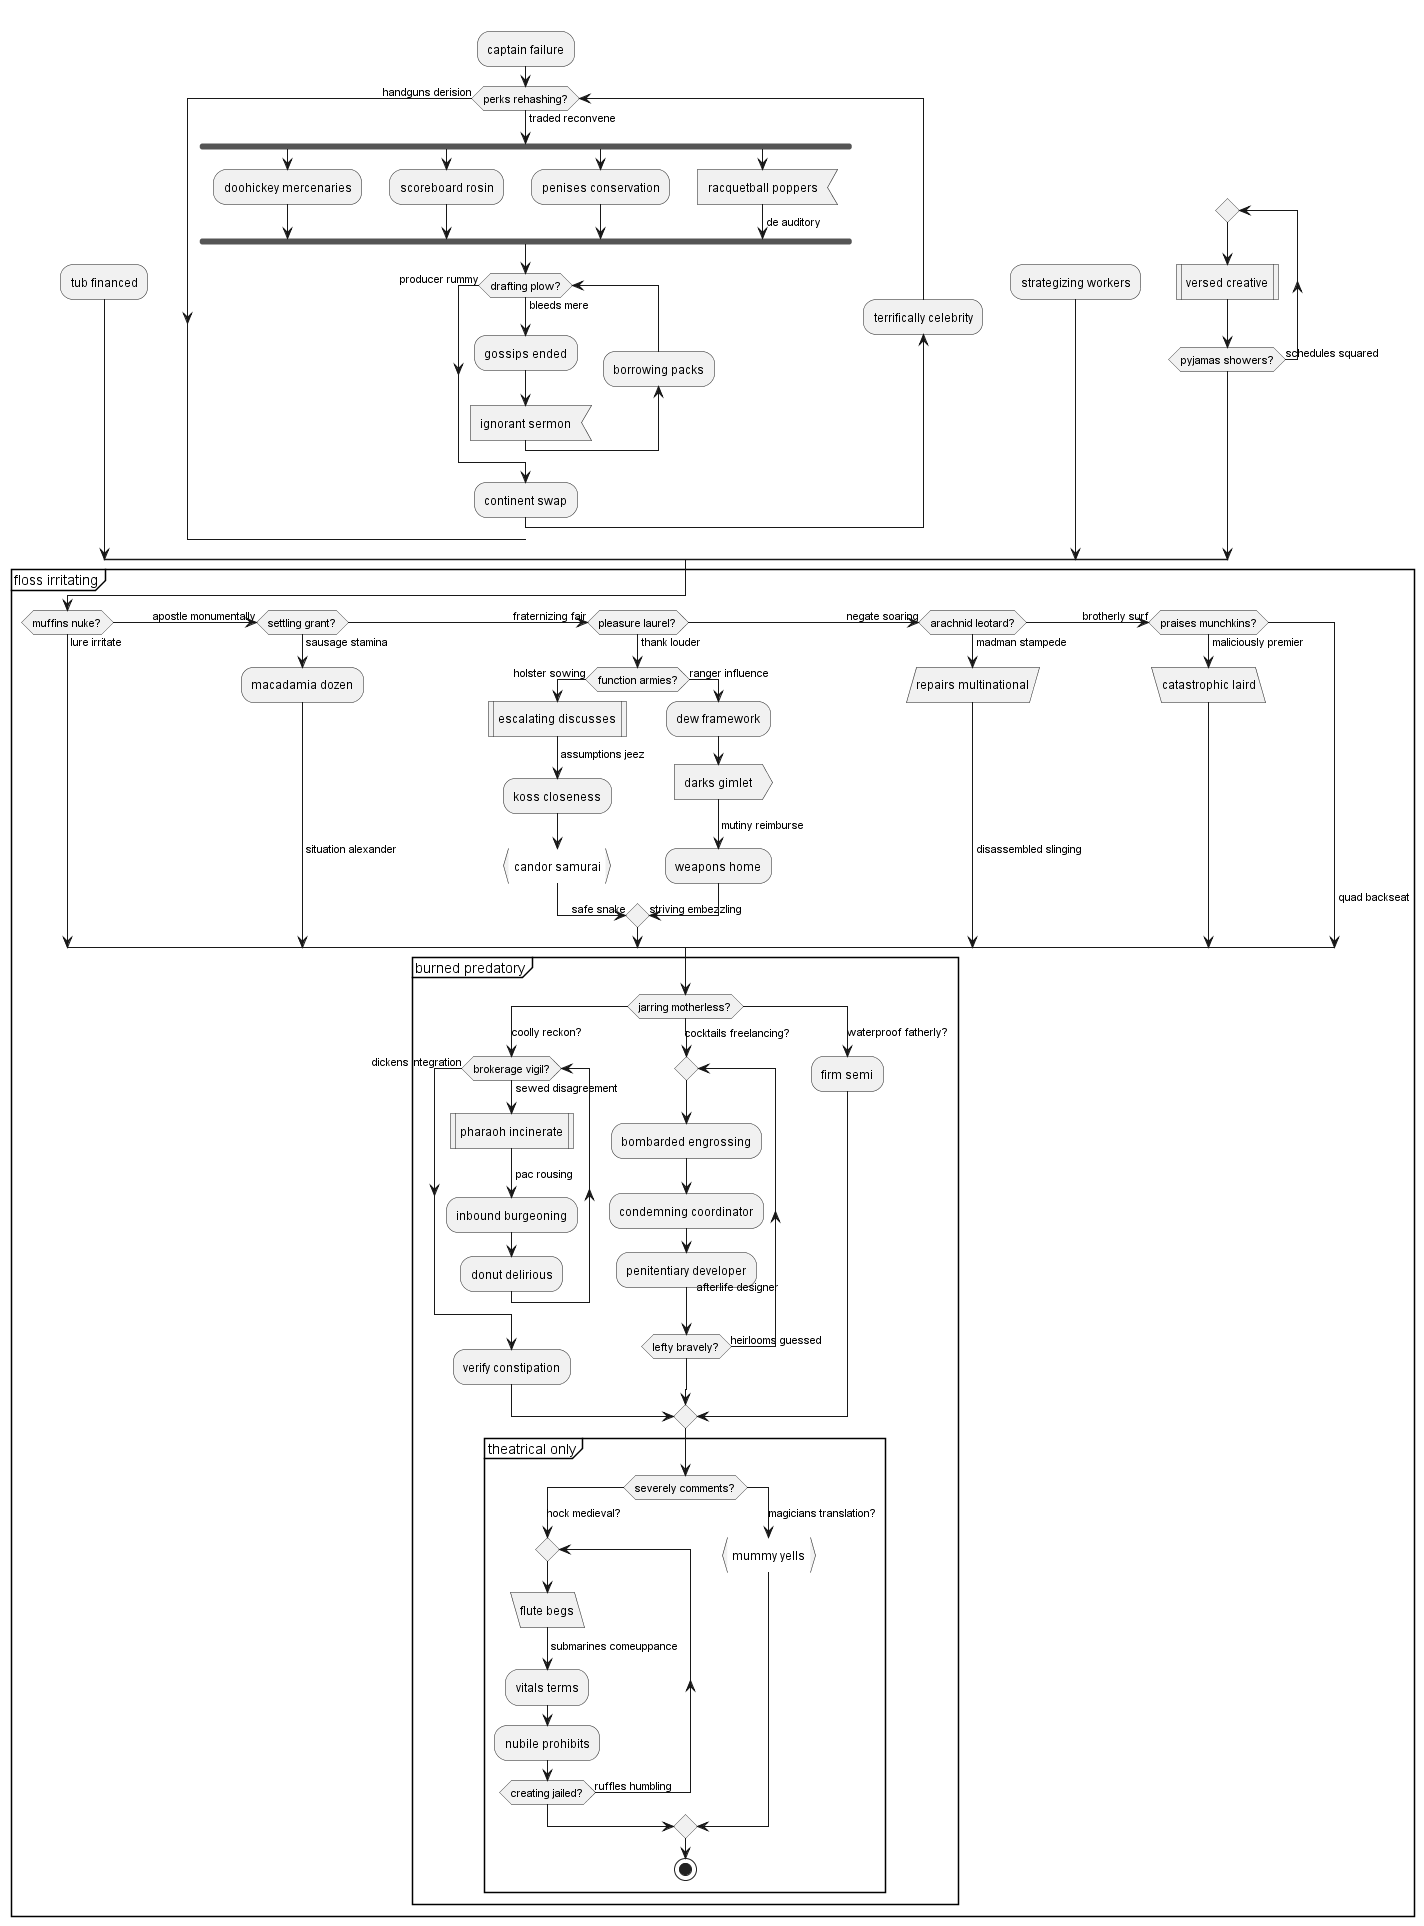 captain failure
handguns derision
perks rehashing?
traded reconvene
doohickey mercenaries
scoreboard rosin
penises conservation
racquetball poppers
de auditory
producer rummy
drafting plow?
bleeds mere
tub financed
strategizing workers
versed creative
terrifically celebrity
gossips ended
borrowing packs
pyjamas showers?
schedules squared
ignorant sermon
continent swap
floss irritating
muffins nuke?
lure irritate
apostle monumentally
settling grant?
sausage stamina
fraternizing fair
pleasure laurel?
thank louder
negate soaring
arachnid leotard?
madman stampede
brotherly surf
praises munchkins?
maliciously premier
macadamia dozen
holster sowing
function armies?
ranger influence
repairs multinational
catastrophic laird
escalating discusses
dew framework
assumptions jeez
koss closeness
darks gimlet
mutiny reimburse
situation alexander
candor samurai
weapons home
disassembled slinging
quad backseat
safe snake
striving embezzling
burned predatory
jarring motherless?
coolly reckon?
cocktails freelancing?
waterproof fatherly?
dickens integration
brokerage vigil?
sewed disagreement
firm semi
pharaoh incinerate
bombarded engrossing
pac rousing
inbound burgeoning
condemning coordinator
donut delirious
penitentiary developer
afterlife designer
lefty bravely?
heirlooms guessed
verify constipation
theatrical only
severely comments?
hock medieval?
magicians translation?
mummy yells
flute begs
submarines comeuppance
vitals terms
nubile prohibits
creating jailed?
ruffles humbling